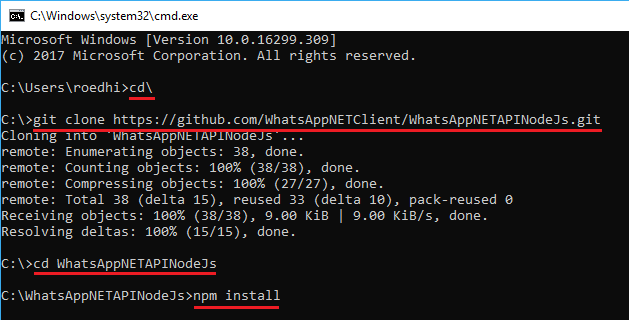 C:\Windows\system32\cmd.exe
Microsoft Windows [Version 10.0.16299.309]
(c) 2017 Microsoft Corporation. All rights reserved.
C:\Users\roedhi>cd\
C:\>git clone https://github.com/WhatsAppNETClient/WhatsAppNETAPINodeJs.git
Cloning into `WhatsAppNETAPINodeJs`...
remote: Enumerating objects: 38, done.
remote: Counting objects: 100% (38/38), done.
remote: Compressing objects: 100% (27/27), done.
remote: Total 38 (delta 15), reused 33 (delta 10), pack-reused 0
Receiving objects: 100% (38/38), 9.00 KiB | 9.00 KiB/s, done.
Resolving deltas: 100% (15/15), done.
C:\>cd WhatsAppNETAPINodeJs
C:\WhatsAppNETAPINodeJs>npm install